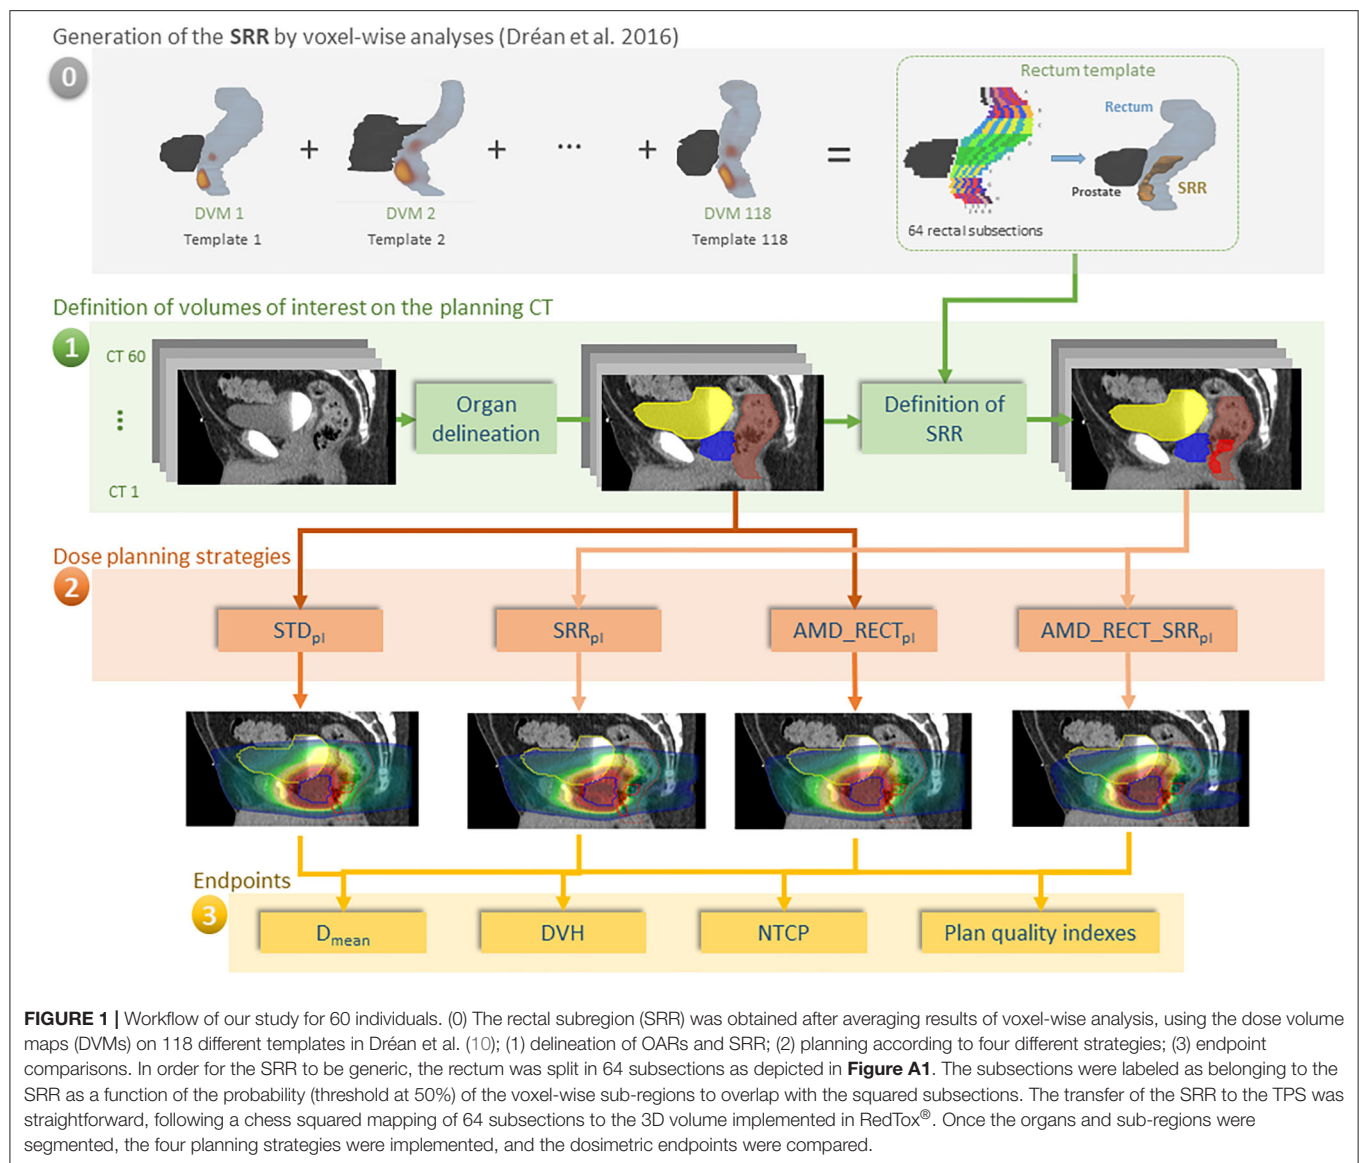 Generation of the SRR by voxel-wise analyses (Dréan et al. 2016)
0
Rectum template
Rectum
+ + ... + =
Prostate
SRR
DVM 1
DVM 2
DVM 118
64 rectal subsections
Template 1
Template 2
Template 118
Definition of volumes of interest on the planning CT
1
CT 60
⋮
CT 1
Organ
delineation
Definition of
SRR
Dose planning strategies
2
STDpl
SRRpl
AMD_RECTpl
AMD_RECT_SRRpl
Endpoints
3
Dmean
DVH
NTCP
Plan quality indexes
FIGURE 1 | Workflow of our study for 60 individuals. (0) The rectal subregion (SRR) was obtained after averaging results of voxel-wise analysis, using the dose volume
maps (DVMs) on 118 different templates in Dréan et al. (10); (1) delineation of OARs and SRR; (2) planning according to four different strategies; (3) endpoint
comparisons. In order for the SRR to be generic, the rectum was split in 64 subsections as depicted in Figure A1. The subsections were labeled as belonging to the
SRR as a function of the probability (threshold at 50%) of the voxel-wise sub-regions to overlap with the squared subsections. The transfer of the SRR to the TPS was
straightforward, following a chess squared mapping of 64 subsections to the 3D volume implemented in RedTox®. Once the organs and sub-regions were
segmented, the four planning strategies were implemented, and the dosimetric endpoints were compared.